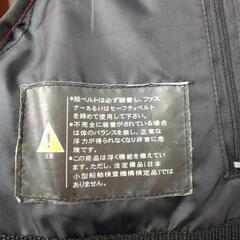 •股ベルトは必ず装着し、ファス
ナーあるいはセーフティベルト
を締めて使用して下さい。
•不完全に装着がされている場合
は体のバランスを崩し、正常な
浮力が得られなくなり非常に危
険です。
•この商品は浮く機能を備えてい
ます。ただし、法定備品(日本
小型船舶検査機構検定品)では
ありません。
注意